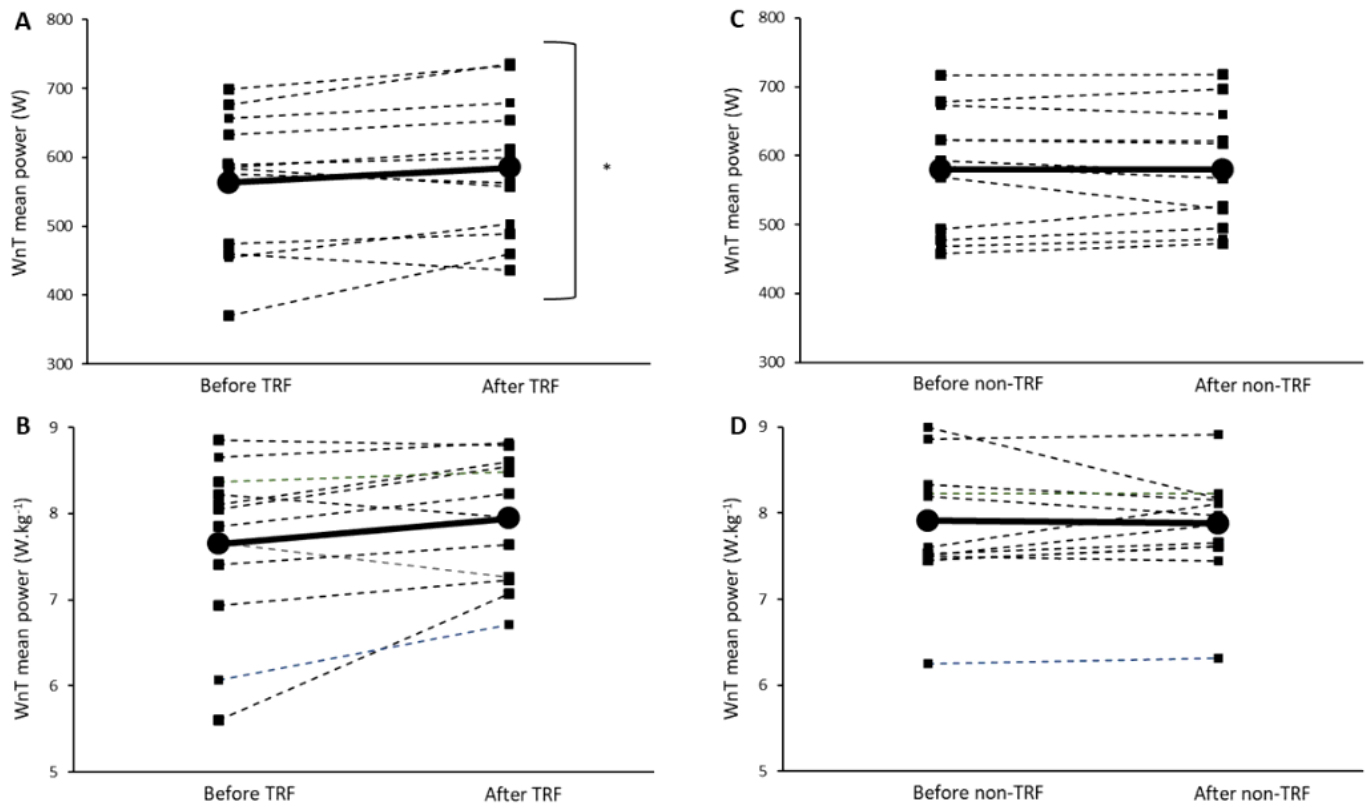 A
WnT mean power (W)
800
700
600
500
400
300
*
Before TRF
After TRF
C
WnT mean power (W)
800
700
600
500
400
300
Before non-TRF
After non-TRF
B
WnT mean power (W.kg⁻¹)
9
8
7
6
5
Before TRF
After TRF
D
WnT mean power (W.kg⁻¹)
9
8
7
6
5
Before non-TRF
After non-TRF